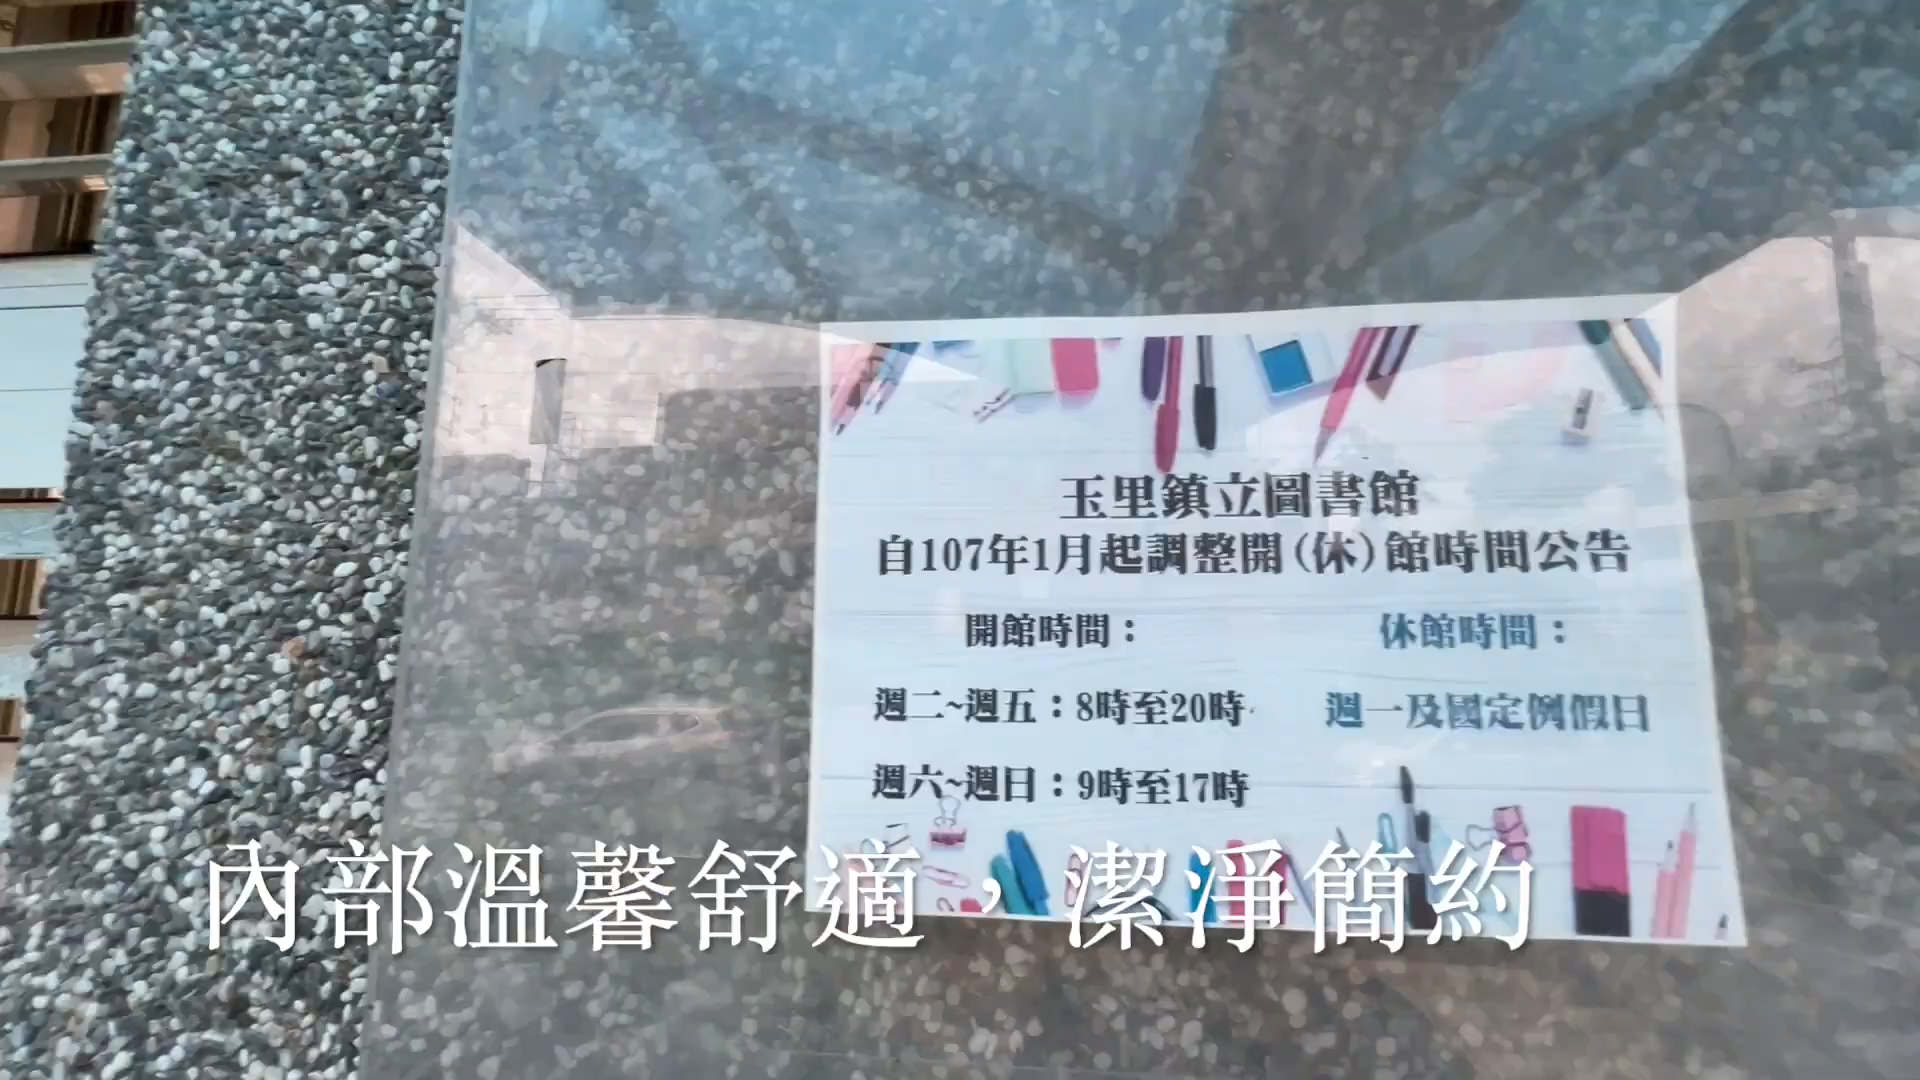 玉里鎮立圖書館
自107年1月起調整開(休)館時間公告
開館時間：
休館時間：
週二~週五：8時至20時
週一及國定例假日
週六~週日：9時至17時
內部溫馨舒適，潔淨簡約